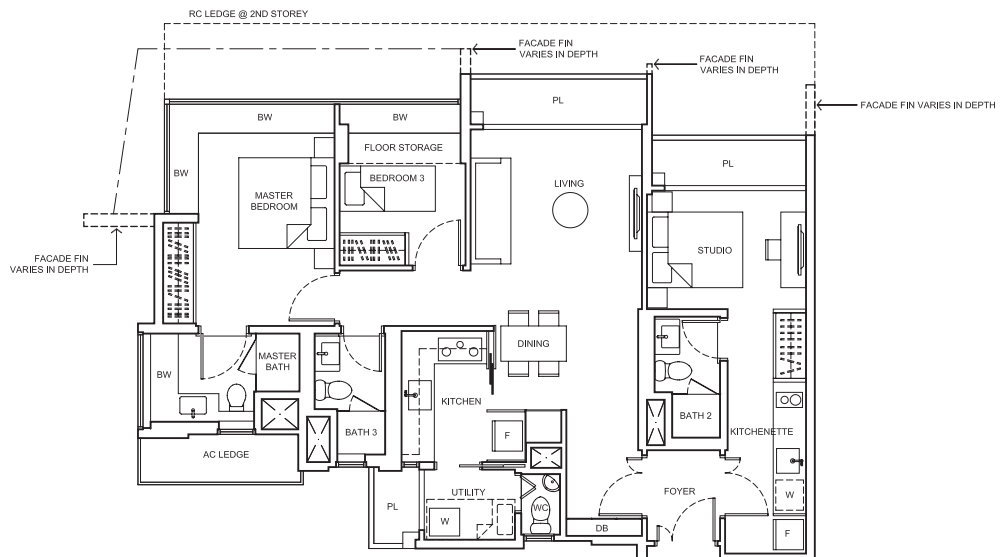 RC LEDGE @ 2ND STOREY
FACADE FIN
VARIES IN DEPTH
FACADE FIN
VARIES IN DEPTH
FACADE FIN VARIES IN DEPTH
PL
BW
BW
FLOOR STORAGE
PL
BW
BEDROOM 3
LIVING
MASTER
BEDROOM
STUDIO
FACADE FIN
VARIES IN DEPTH
DINING
MASTER
BATH
BW
KITCHEN
BATH 2
KITCHENETTE
BATH 3
F
AC LEDGE
UTILITY
FOYER
W
PL
W
WC
DB
F